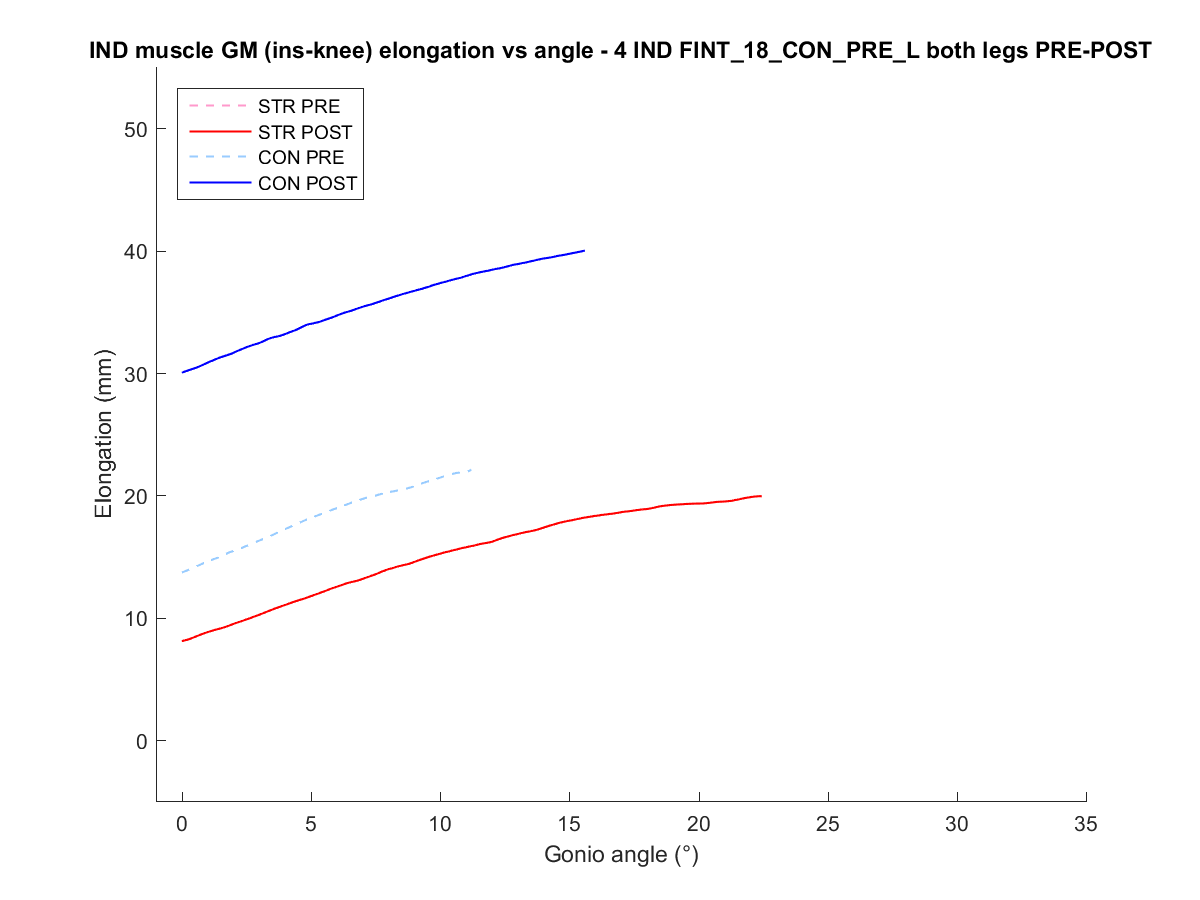 IND muscle GM (ins-knee) elongation vs angle - 4 IND FINT_18_CON_PRE_L both legs PRE-POST
STR PRE
STR POST
CON PRE
CON POST
50
40
30
20
10
0
Elongation (mm)
0 5 10 15 20 25 30 35
Gonio angle (°)